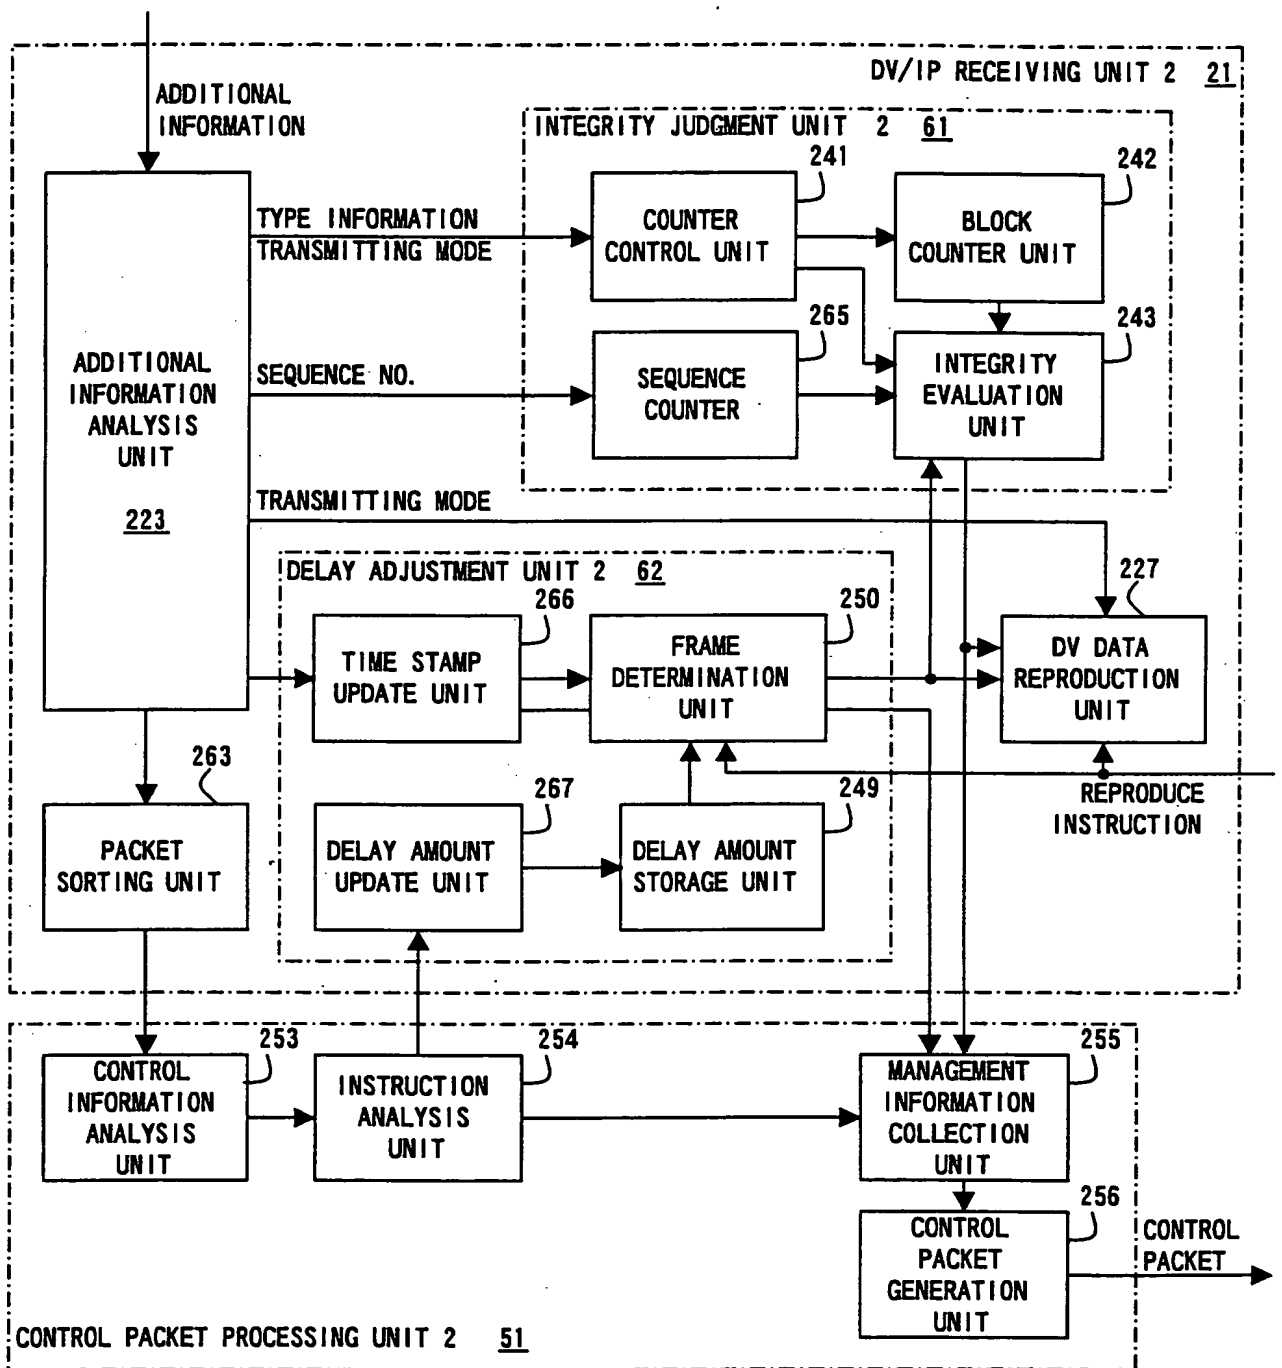 DV/IP RECEIVING UNIT 2 21
ADDITIONAL
INFORMATION
INTEGRITY JUDGMENT UNIT 2 61
241
242
COUNTER
CONTROL UNIT
BLOCK
COUNTER UNIT
TYPE INFORMATION
TRANSMITTING MODE
265
243
ADDITIONAL
INFORMATION
ANALYSIS
UNIT
223
SEQUENCE NO.
SEQUENCE
COUNTER
INTEGRITY
EVALUATION
UNIT
TRANSMITTING MODE
DELAY ADJUSTMENT UNIT 2 62
266
250
227
TIME STAMP
UPDATE UNIT
FRAME
DETERMINATION
UNIT
DV DATA
REPRODUCTION
UNIT
263
267
249
REPRODUCE
INSTRUCTION
PACKET
SORTING UNIT
DELAY AMOUNT
UPDATE UNIT
DELAY AMOUNT
STORAGE UNIT
253
254
255
CONTROL
INFORMATION
ANALYSIS
UNIT
INSTRUCTION
ANALYSIS
UNIT
MANAGEMENT
INFORMATION
COLLECTION
UNIT
256
CONTROL
PACKET
GENERATION
UNIT
CONTROL
PACKET
CONTROL PACKET PROCESSING UNIT 2 51